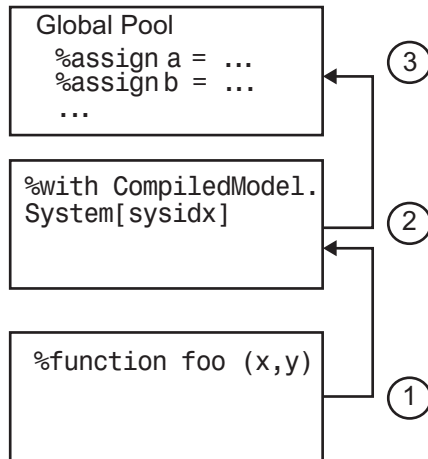 Global Pool
%assign a = ...
%assign b = ...
...
3
%with CompiledModel.
System[sysidx]
2
%function foo (x,y)
1